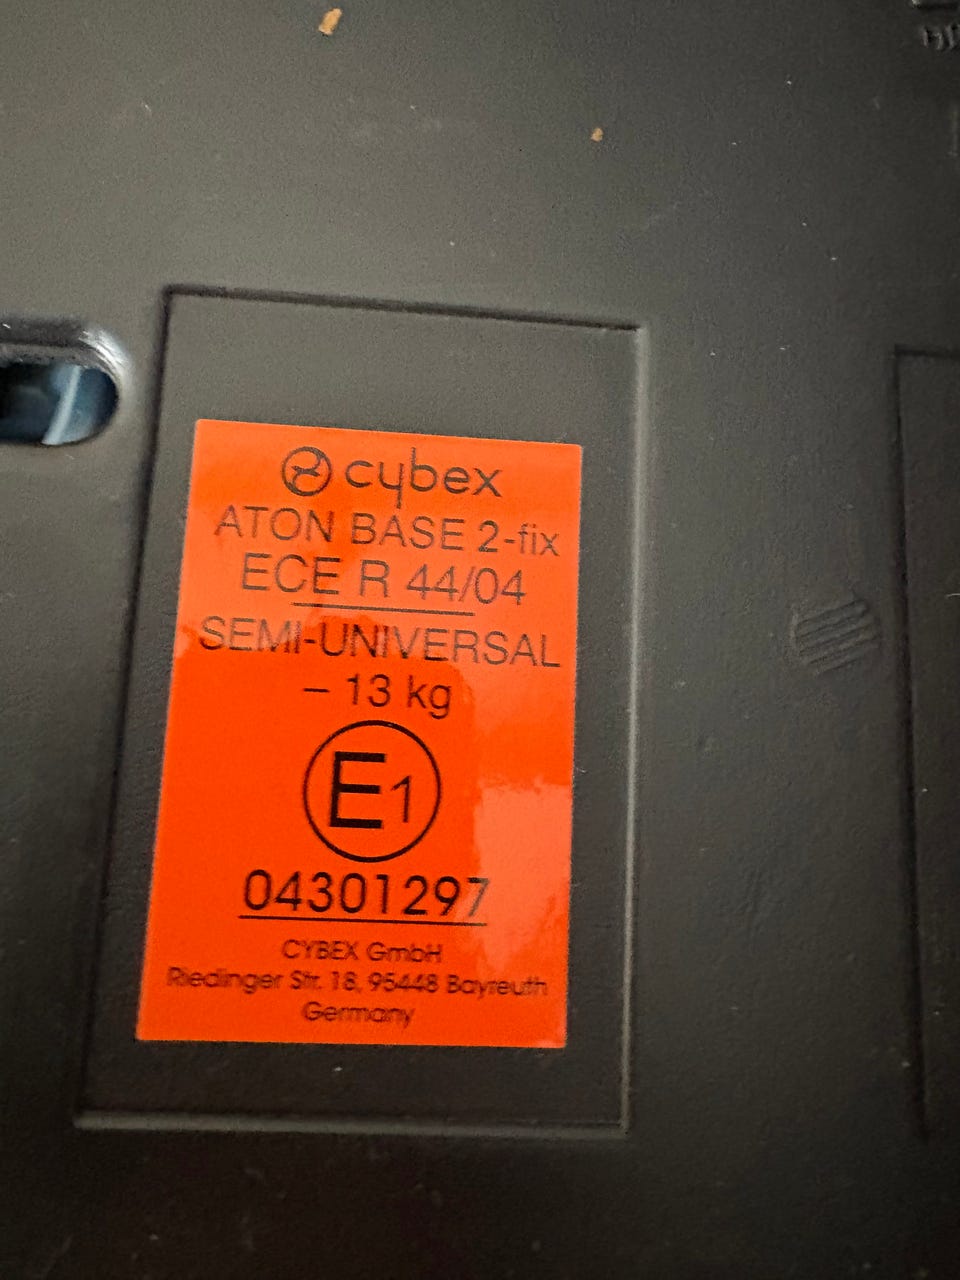 cybex
ATON BASE 2-fix
ECE R 44/04
SEMI-UNIVERSAL
– 13 kg
E1
04301297
CYBEX GmbH
Riedlinger Str. 18, 95448 Bayreuth
Germany